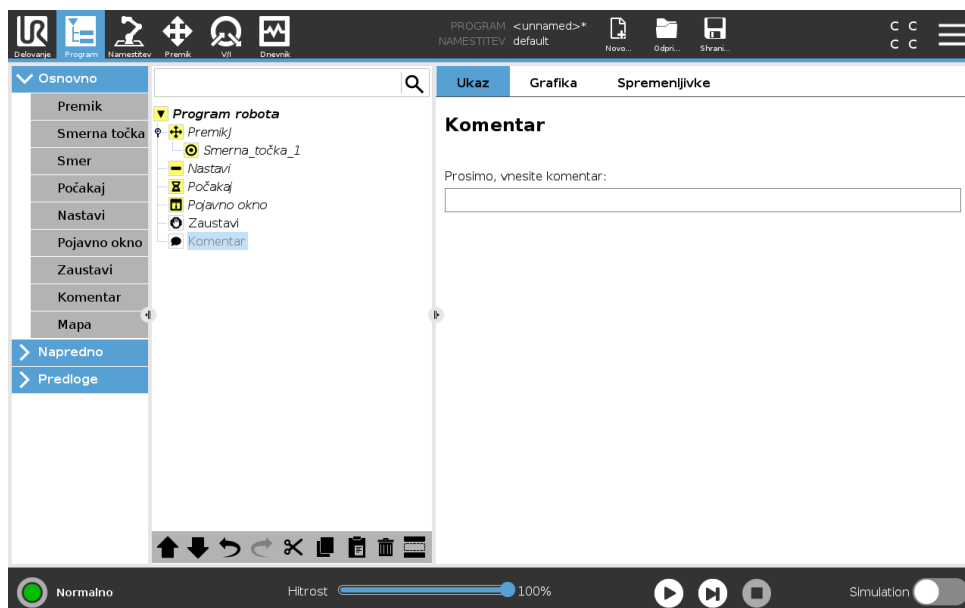 UR
PROGRAM <unnamed>*
NAMESTITEV default
C C
C C
Delovanje Program Namestitev Premik V/I Dnevnik Novo... Odpri... Shrani...
Osnovno
Premik
Smerna točka
Smer
Počakaj
Nastavi
Pojavno okno
Zaustavi
Komentar
Mapa
Napredno
Predloge
Program robota
PremikJ
Smerna_točka_1
Nastavi
Počakaj
Pojavno okno
Zaustavi
Komentar
Ukaz Grafika Spremenljivke
Komentar
Prosimo, vnesite komentar:
Normalno Hitrost 100% Simulation